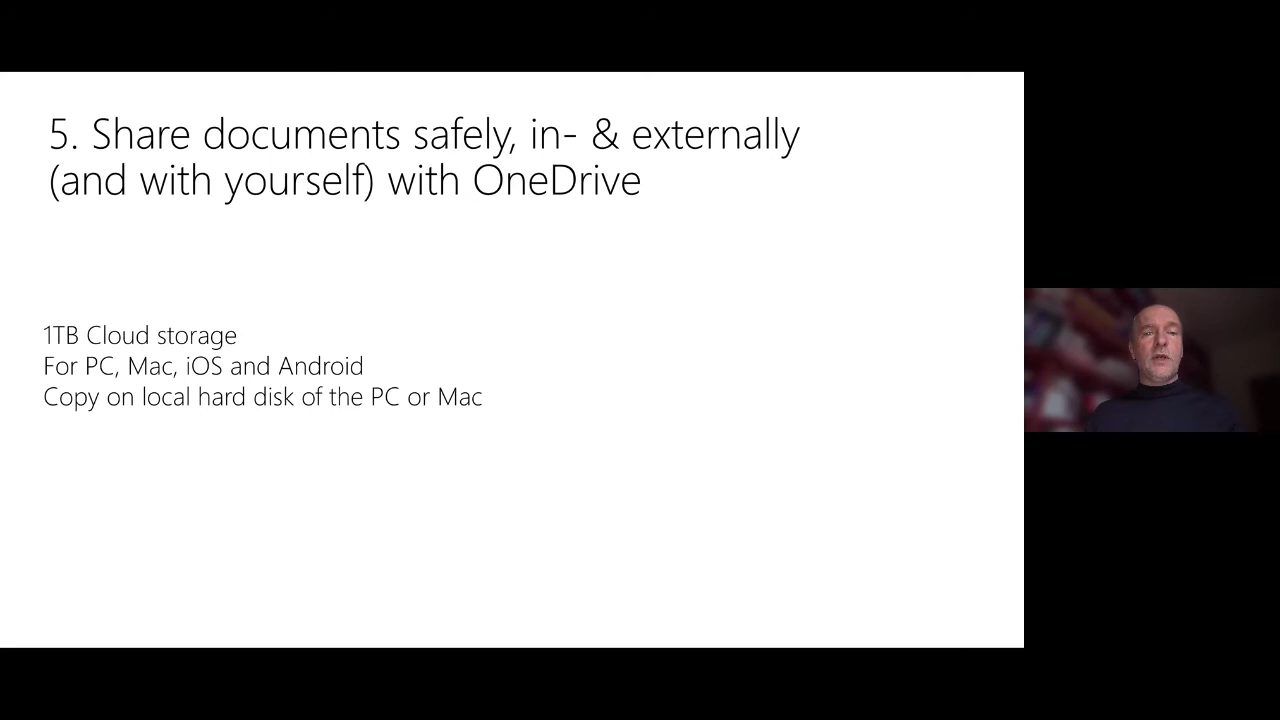 5. Share documents safely, in- & externally
(and with yourself) with OneDrive
1TB Cloud storage
For PC, Mac, iOS and Android
Copy on local hard disk of the PC or Mac